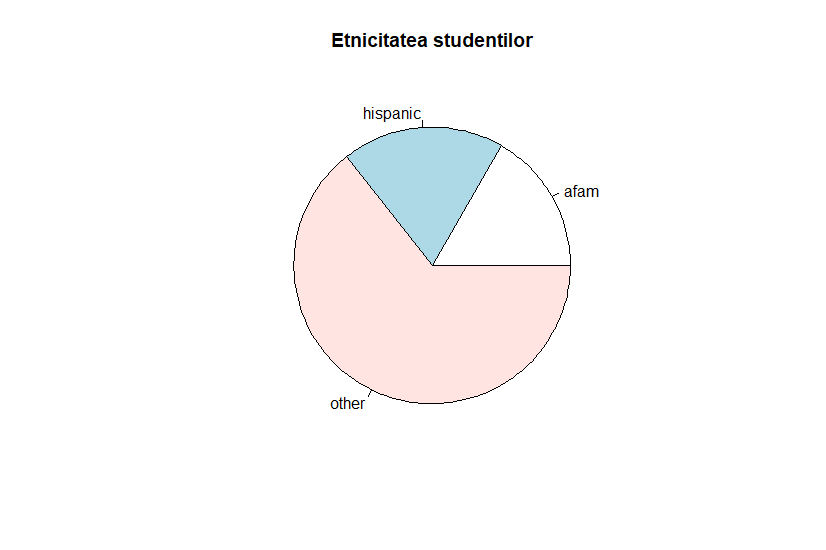 Etnicitatea studentilor
hispanic
afam
other